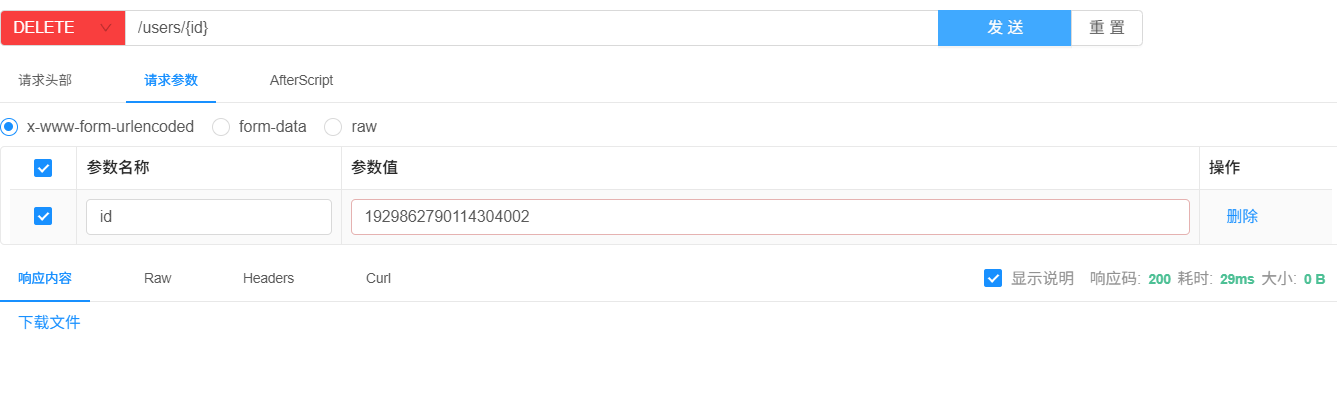 DELETE /users/{id} 发 送 重 置
请求头部 请求参数 AfterScript
x-www-form-urlencoded form-data raw
参数名称 参数值 操作
id 1929862790114304002 删除
响应内容 Raw Headers Curl 显示说明 响应码: 200 耗时: 29ms 大小: 0 B
下载文件